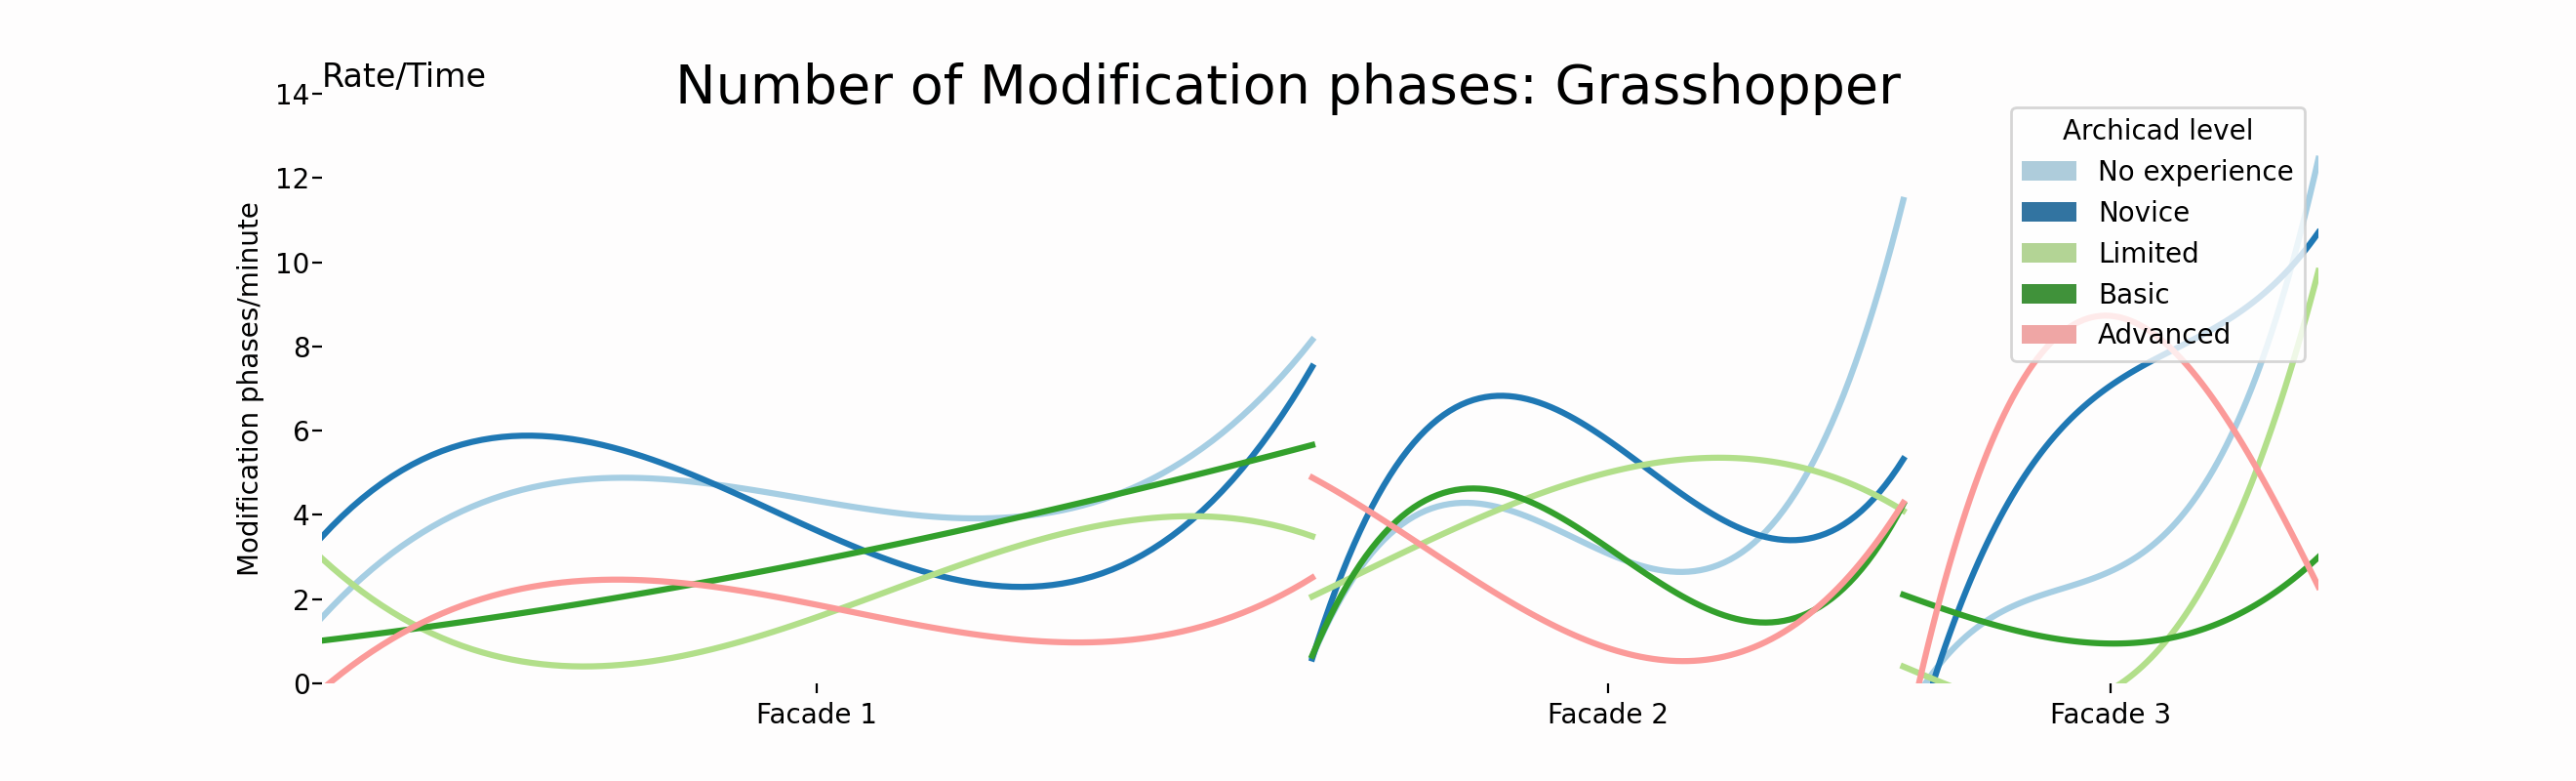 Rate/Time
Number of Modification phases: Grasshopper
Modification phases/minute
14
12
10
8
6
4
2
0
Archicad level
No experience
Novice
Limited
Basic
Advanced
Facade 1
Facade 2
Facade 3